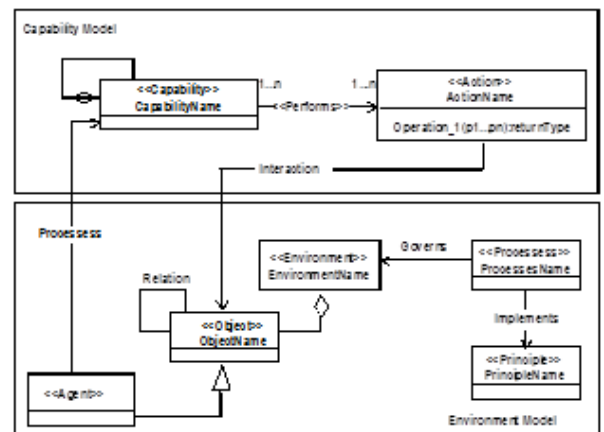 Capability Model
<<Capability>>
CapabilityName
1...n
<<Performs>>
1...n
<<Action>>
ActionName
Operation_1(p1...pn):returnType
Interaction
Processess
Relation
<<Environment>>
EnvironmentName
Governs
<<Processess>>
ProcessesName
<<Object>>
ObjectName
Implements
<<Agent>>
<<Principle>>
PrincipleName
Environment Model